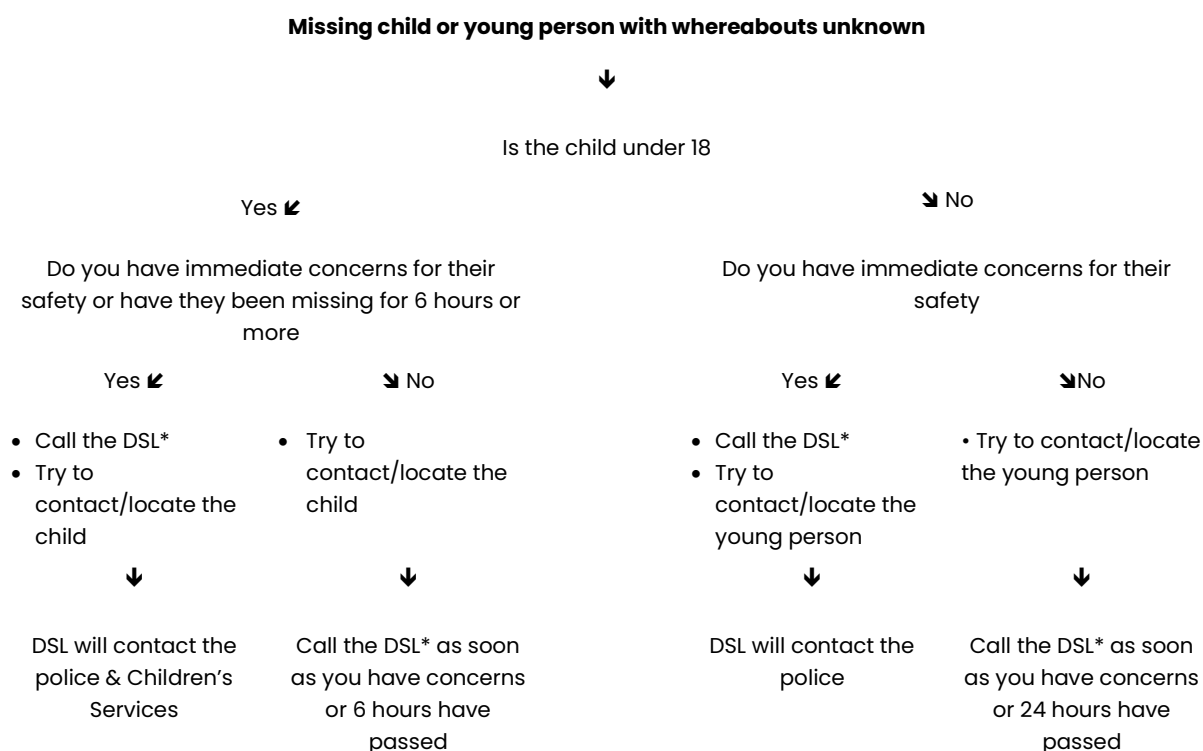 Missing child or young person with whereabouts unknown
🡻
Is the child under 18
Yes 🡿
🡾 No
Do you have immediate concerns for their
safety or have they been missing for 6 hours or
more
Do you have immediate concerns for their
safety
Yes 🡿
🡾 No
Yes 🡿
🡾No
• Call the DSL*
• Try to
contact/locate the
child
• Try to
contact/locate the
child
• Call the DSL*
• Try to
contact/locate the
young person
• Try to contact/locate
the young person
🡻
🡻
🡻
🡻
DSL will contact the
police & Children’s
Services
Call the DSL* as soon
as you have concerns
or 6 hours have
passed
DSL will contact the
police
Call the DSL* as soon
as you have concerns
or 24 hours have
passed